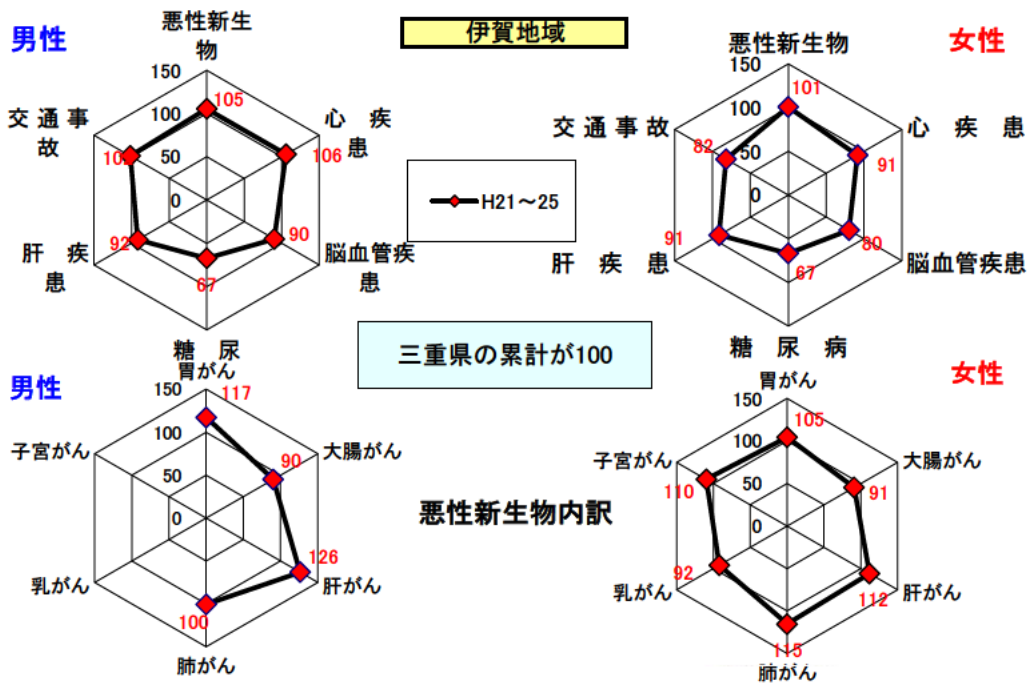 男性
伊賀地域
女性
悪性新生
物
150
100
50
0
105
心 疾
患
106
脳血管疾
患
90
糖 尿
67
肝 疾
患
92
交 通 事
故
H21～25
悪性新生物
150
100
50
0
101
心 疾 患
91
脳血管疾患
80
糖 尿 病
67
肝 疾 患
91
交 通 事 故
82
三重県の累計が100
男性
女性
悪性新生物内訳
胃がん
150
100
50
0
117
大腸がん
90
肝がん
126
肺がん
100
乳がん
子宮がん
胃がん
150
100
50
0
105
大腸がん
91
肝がん
112
肺がん
115
乳がん
92
子宮がん
110